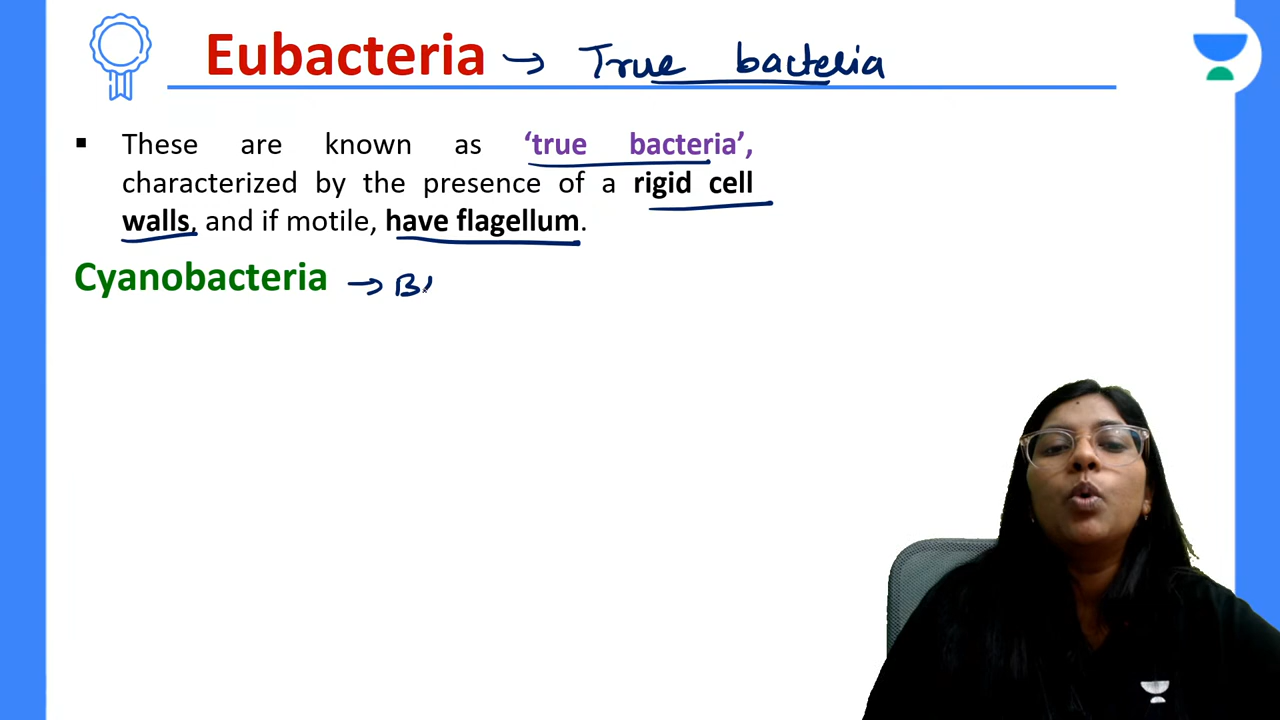 Eubacteria → True bacteria
▪ These are known as ‘true bacteria’,
characterized by the presence of a rigid cell
walls, and if motile, have flagellum.
Cyanobacteria →